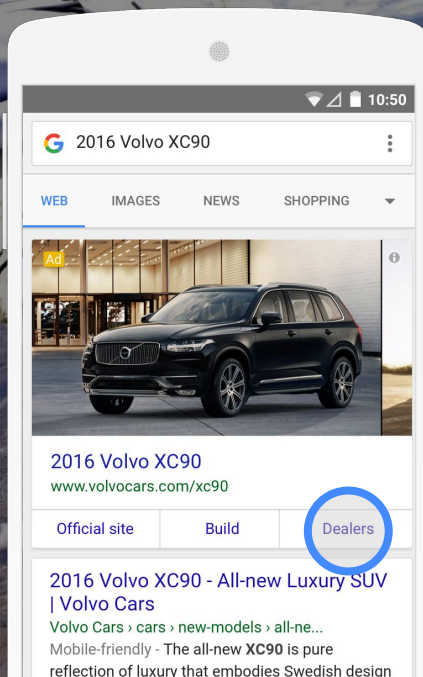 10:50
2016 Volvo XC90
WEB IMAGES NEWS SHOPPING
Ad
2016 Volvo XC90
www.volvocars.com/xc90
Official site Build Dealers
2016 Volvo XC90 - All-new Luxury SUV
| Volvo Cars
Volvo Cars › cars › new-models › all-ne...
Mobile-friendly - The all-new XC90 is pure
reflection of luxury that embodies Swedish design